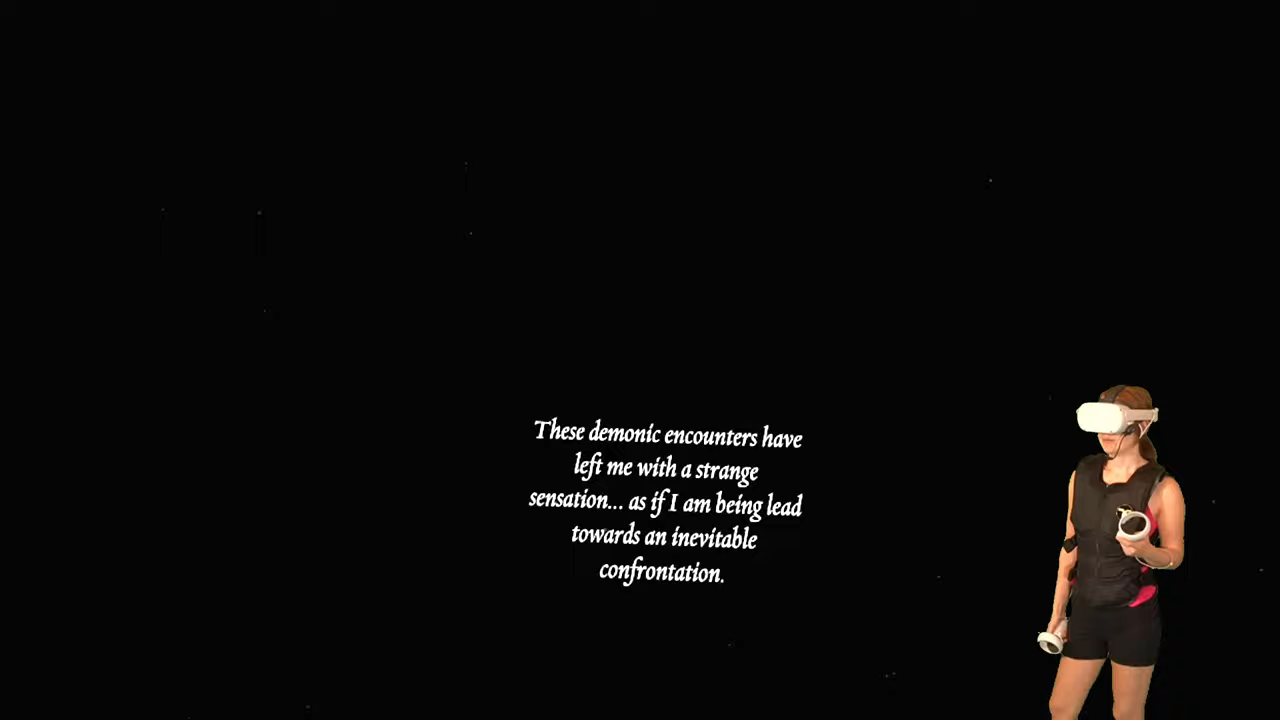 These demonic encounters have
left me with a strange
sensation... as if I am being lead
towards an inevitable
confrontation.